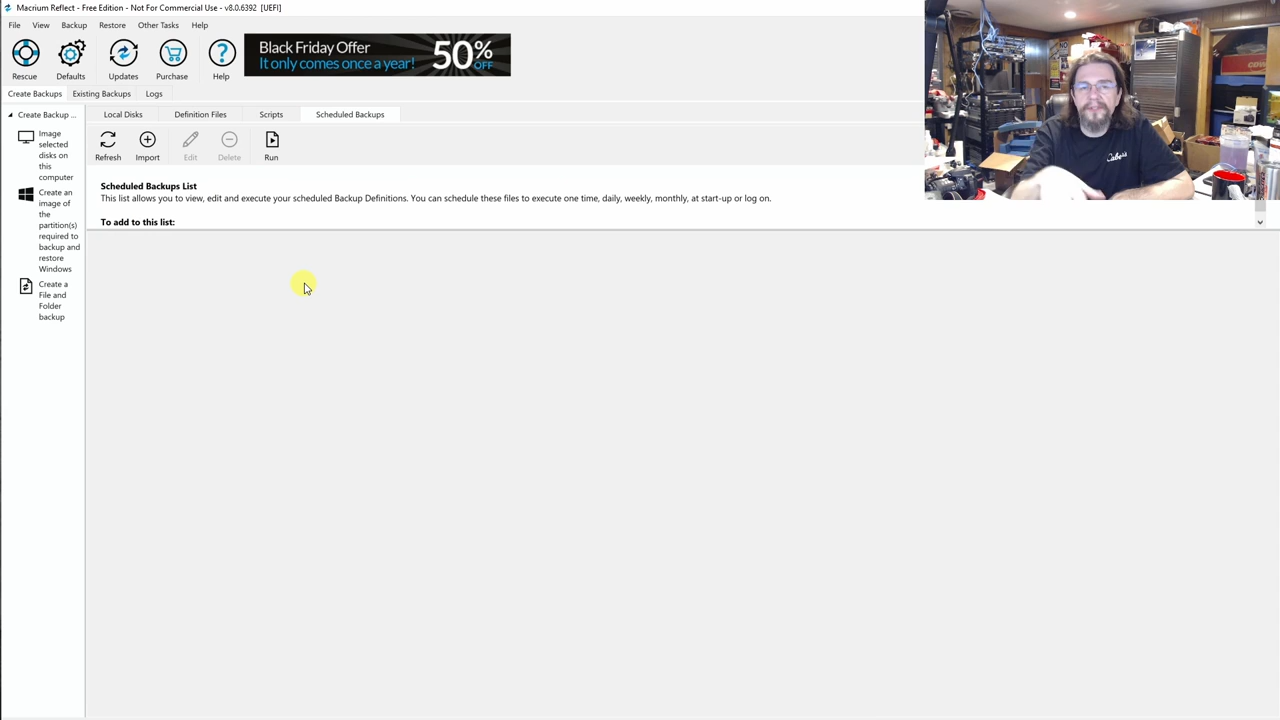 Macrium Reflect - Free Edition - Not For Commercial Use - v8.0.6392 [UEFI]
File View Backup Restore Other Tasks Help
Black Friday Offer
It only comes once a year!
50%
OFF
Rescue Defaults Updates Purchase Help
Create Backups Existing Backups Logs
Create Backup ...
Image
selected
disks on
this
computer
Create an
image of
the
partition(s)
required to
backup and
restore
Windows
Create a
File and
Folder
backup
Local Disks Definition Files Scripts Scheduled Backups
Refresh Import Edit Delete Run
Scheduled Backups List
This list allows you to view, edit and execute your scheduled Backup Definitions. You can schedule these files to execute one time, daily, weekly, monthly, at start-up or log on.
To add to this list: